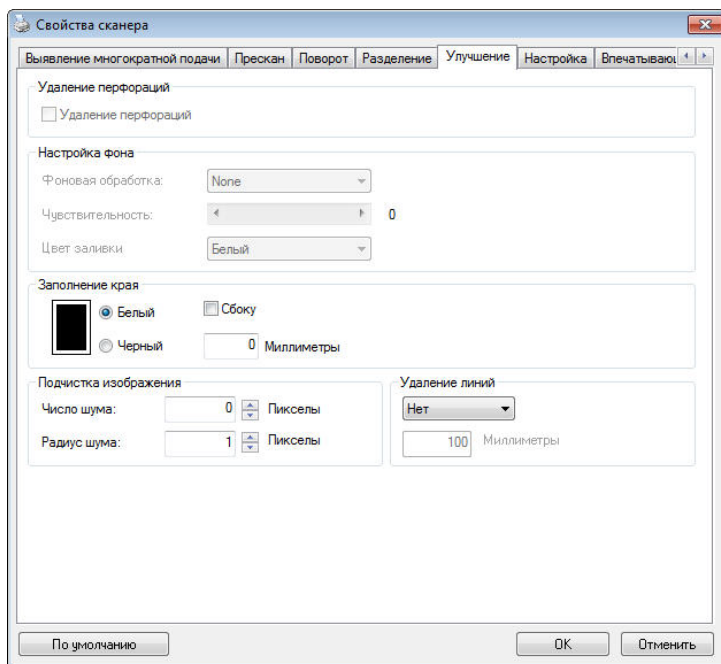 Свойства сканера
Выявление многократной подачи Прескан Поворот Разделение Улучшение Настройка
Удаление перфораций
Удаление перфораций
Настройка фона
Фоновая обработка: None
Чувствительность: 0
Цвет заливки Белый
Заполнение края
Белый Сбоку
Черный 0 Миллиметры
Подчистка изображения Удаление линий
Число шума: 0 Пикселы Нет
Радиус шума: 1 Пикселы 100 Миллиметры
По умолчанию OK Отменить